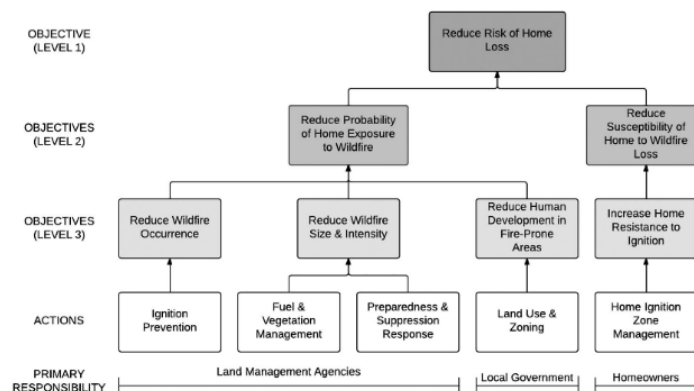 OBJECTIVE
(LEVEL 1)
Reduce Risk of Home
Loss
OBJECTIVES
(LEVEL 2)
Reduce Probability
of Home Exposure
to Wildfire
Reduce
Susceptibility of
Home to Wildfire
Loss
OBJECTIVES
(LEVEL 3)
Reduce Wildfire
Occurrence
Reduce Wildfire
Size & Intensity
Reduce Human
Development in
Fire-Prone
Areas
Increase Home
Resistance to
Ignition
ACTIONS
Ignition
Prevention
Fuel &
Vegetation
Management
Preparedness &
Suppression
Response
Land Use &
Zoning
Home Ignition
Zone
Management
PRIMARY
RESPONSIBILITY
Land Management Agencies
Local Government
Homeowners